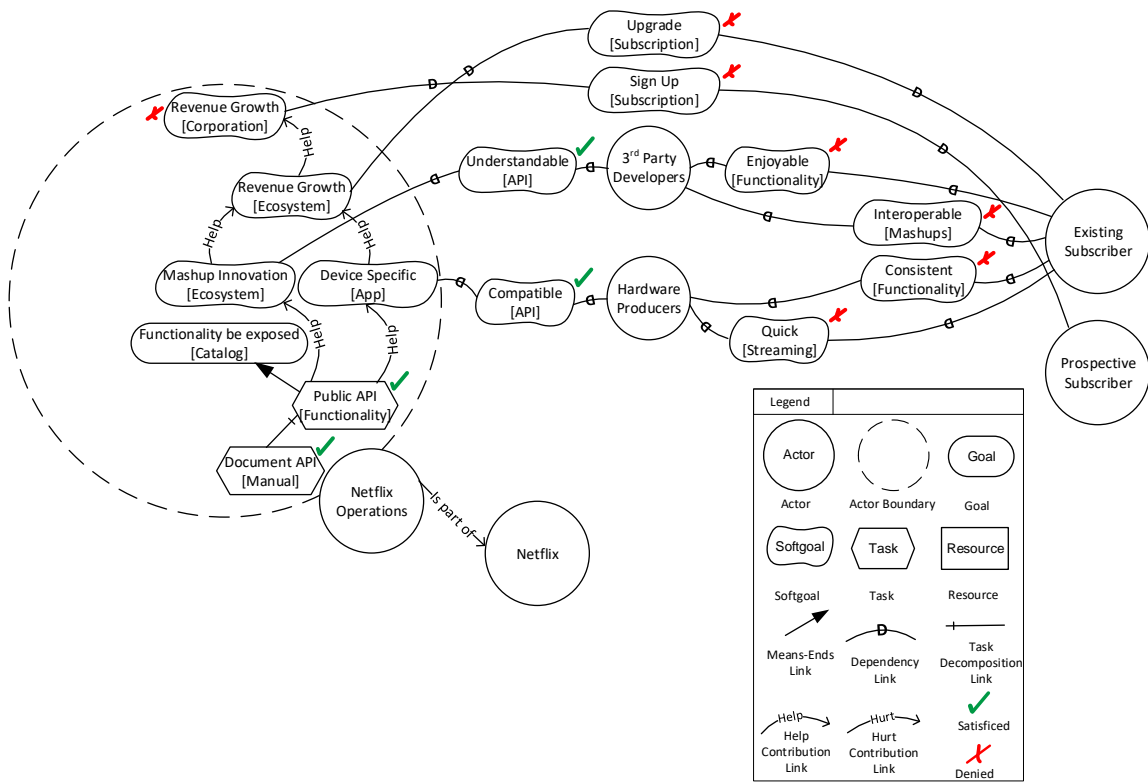 Upgrade
[Subscription]
D
D
Sign Up
[Subscription]
D
D
D
D
Revenue Growth
[Corporation]
Help
Understandable
[API]
D
D
3rd Party
Developers
D
Enjoyable
[Functionality]
D
Revenue Growth
[Ecosystem]
D
Interoperable
[Mashups]
D
Existing
Subscriber
Help
Help
Mashup Innovation
[Ecosystem]
Device Specific
[App]
D
Compatible
[API]
D
Hardware
Producers
D
Consistent
[Functionality]
D
D
Quick
[Streaming]
D
Functionality be exposed
[Catalog]
Help
Help
Prospective
Subscriber
Public API
[Functionality]
Document API
[Manual]
Netflix
Operations
Is part of
Netflix
Legend
Actor
Goal
Actor
Actor Boundary
Goal
Softgoal
Task
Resource
Softgoal
Task
Resource
D
Means-Ends
Link
Dependency
Link
Task
Decomposition
Link
Help
Help
Contribution
Link
Hurt
Hurt
Contribution
Link
Satisficed
Denied